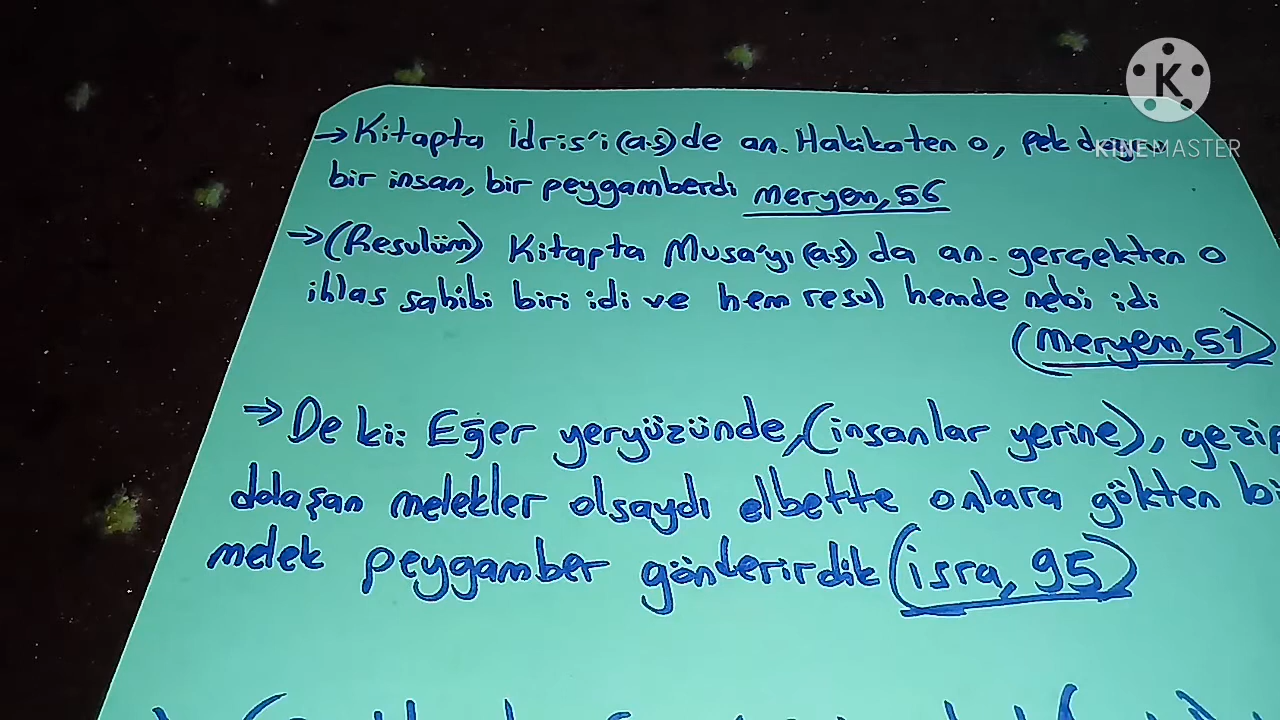 KINEMASTER
→ Kitapta İdris'i (a.s) de an. Hakikaten o, pek doğru
bir insan, bir peygamberdi meryem, 56
→ (Resulüm) Kitapta Musa'yı (a.s) da an. gerçekten o
ihlas sahibi biri idi ve hem resul hemde nebi idi
(meryem, 51)
→ De ki: Eğer yeryüzünde, (insanlar yerine), gezip
dolaşan melekler olsaydı elbette onlara gökten bi
melek peygamber gönderirdik (isra, 95)